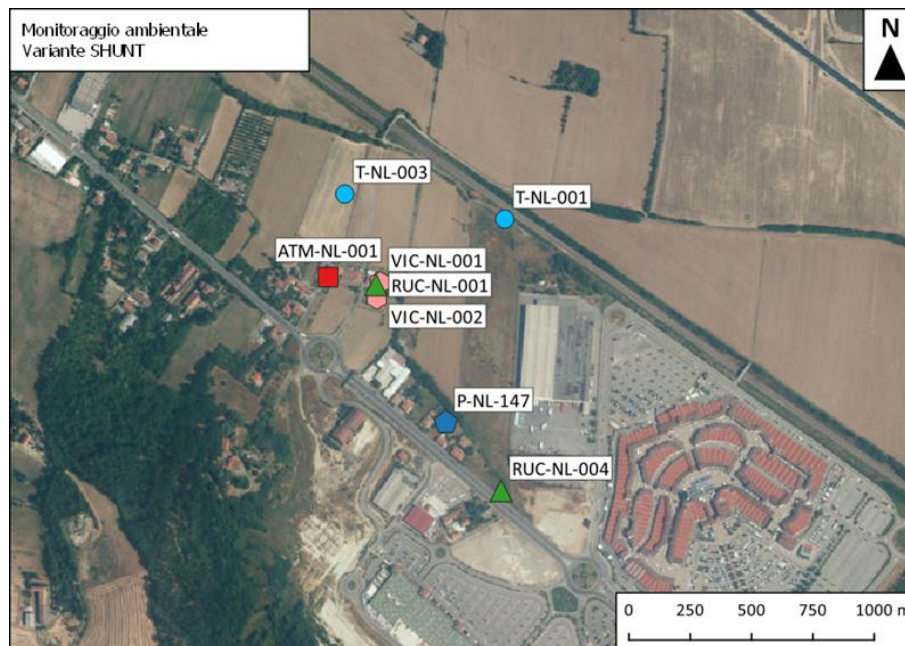 Monitoraggio ambientale
Variante SHUNT
N
T-NL-003
T-NL-001
ATM-NL-001
VIC-NL-001
RUC-NL-001
VIC-NL-002
P-NL-147
RUC-NL-004
0 250 500 750 1000 m